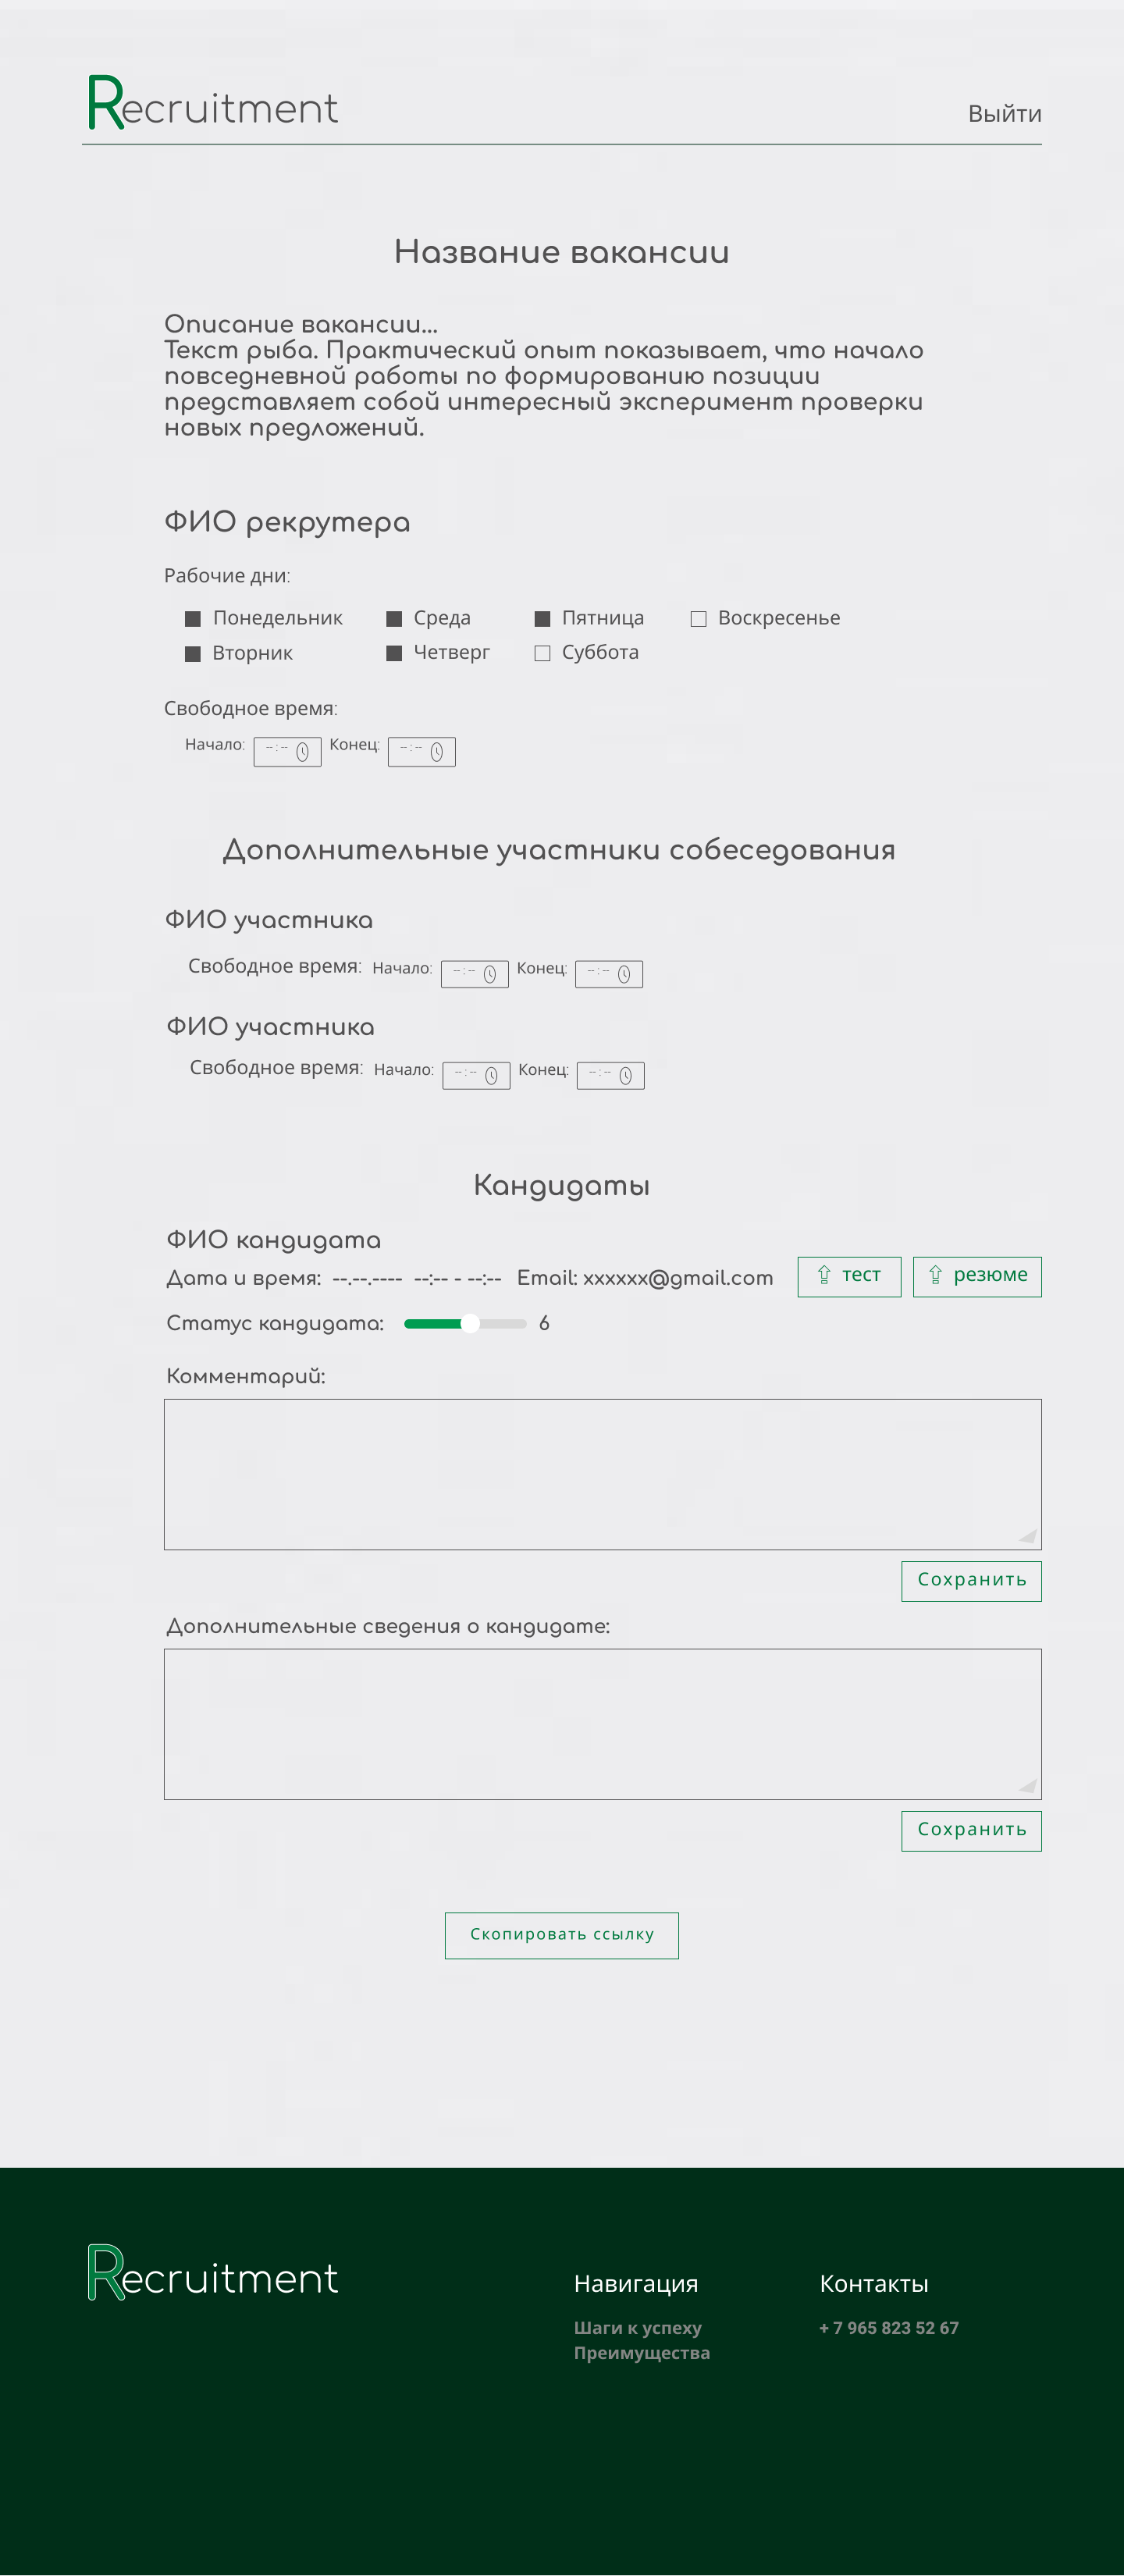 Recruitment
Выйти
Название вакансии
Описание вакансии...
Текст рыба. Практический опыт показывает, что начало
повседневной работы по формированию позиции
представляет собой интересный эксперимент проверки
новых предложений.
ФИО рекрутера
Рабочие дни:
Понедельник Среда Пятница Воскресенье
Вторник Четверг Суббота
Свободное время:
Начало: --:-- Конец: --:--
Дополнительные участники собеседования
ФИО участника
Свободное время: Начало: --:-- Конец: --:--
ФИО участника
Свободное время: Начало: --:-- Конец: --:--
Кандидаты
ФИО кандидата
Дата и время: --.--.---- --:-- - --:-- Email: xxxxxx@gmail.com тест резюме
Статус кандидата: 6
Комментарий:
Сохранить
Дополнительные сведения о кандидате:
Сохранить
Скопировать ссылку
Recruitment
Навигация Контакты
Шаги к успеху + 7 965 823 52 67
Преимущества